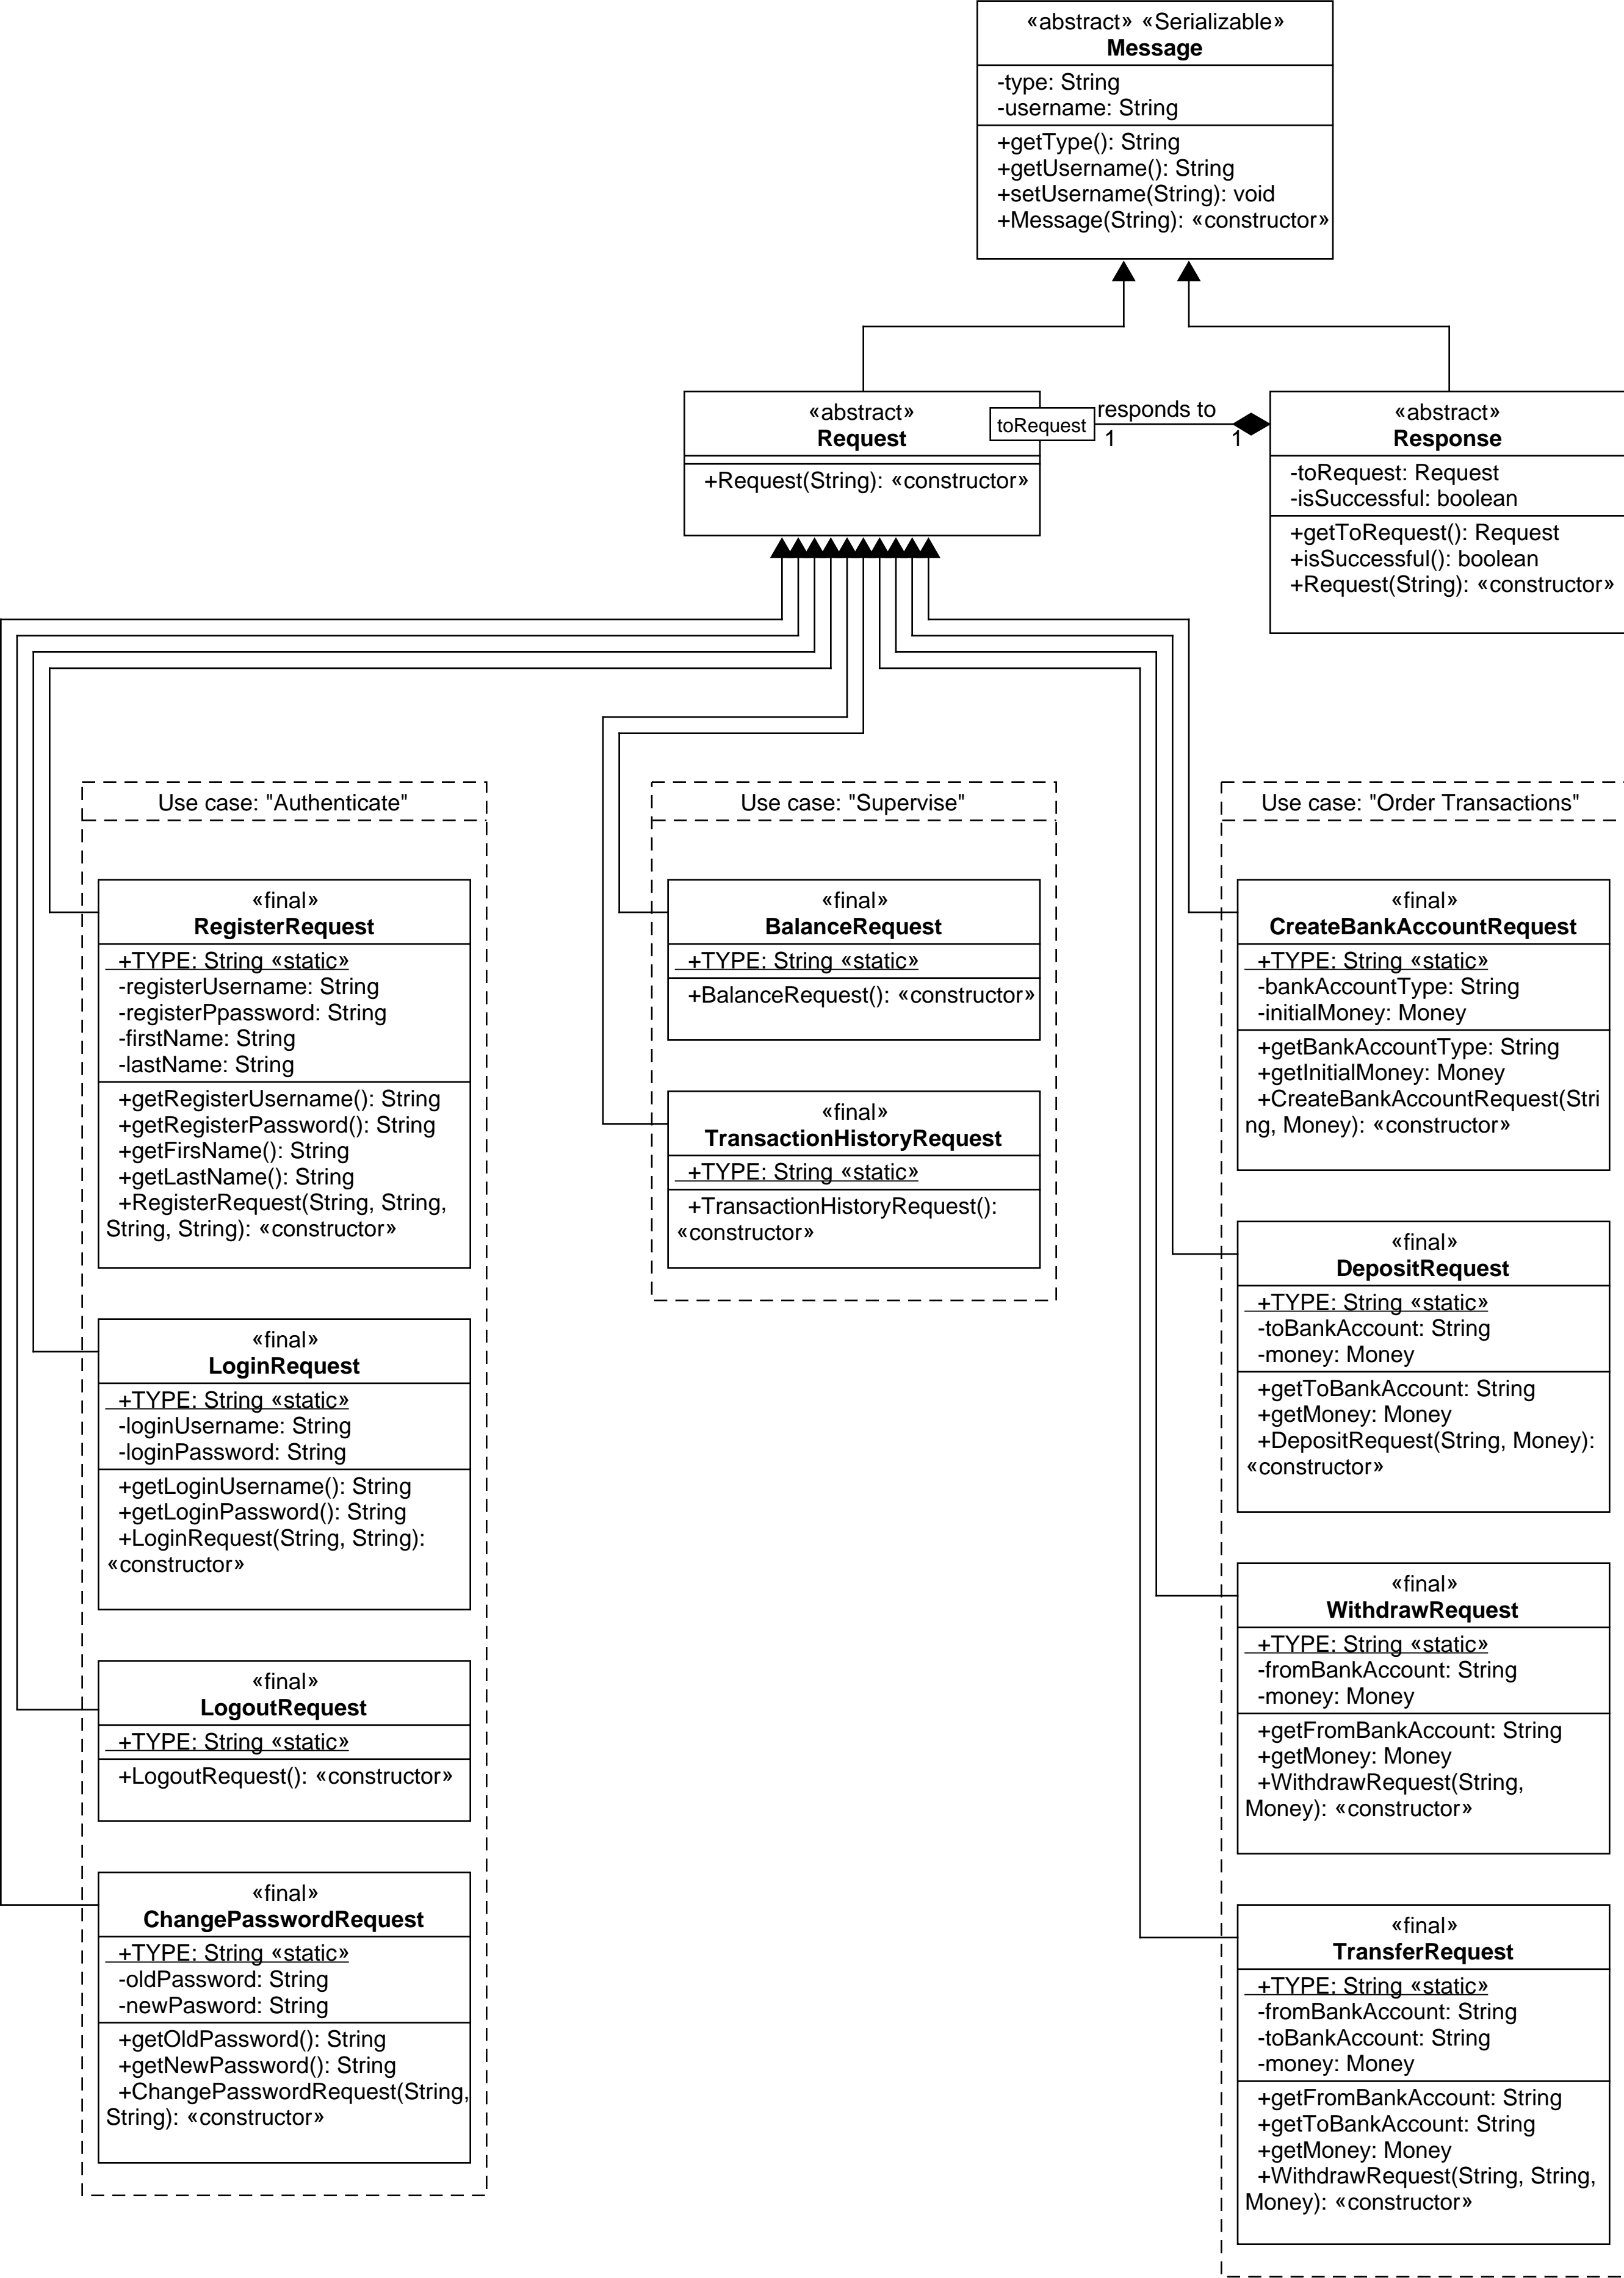 «abstract» «Serializable»
Message
-type: String
-username: String
+getType(): String
+getUsername(): String
+setUsername(String): void
+Message(String): «constructor»
«abstract»
Request
+Request(String): «constructor»
toRequest
responds to
1
1
«abstract»
Response
-toRequest: Request
-isSuccessful: boolean
+getToRequest(): Request
+isSuccessful(): boolean
+Request(String): «constructor»
Use case: "Authenticate"
«final»
RegisterRequest
+TYPE: String «static»
-registerUsername: String
-registerPpassword: String
-firstName: String
-lastName: String
+getRegisterUsername(): String
+getRegisterPassword(): String
+getFirsName(): String
+getLastName(): String
+RegisterRequest(String, String,
String, String): «constructor»
«final»
LoginRequest
+TYPE: String «static»
-loginUsername: String
-loginPassword: String
+getLoginUsername(): String
+getLoginPassword(): String
+LoginRequest(String, String):
«constructor»
«final»
LogoutRequest
+TYPE: String «static»
+LogoutRequest(): «constructor»
«final»
ChangePasswordRequest
+TYPE: String «static»
-oldPassword: String
-newPasword: String
+getOldPassword(): String
+getNewPassword(): String
+ChangePasswordRequest(String,
String): «constructor»
Use case: "Supervise"
«final»
BalanceRequest
+TYPE: String «static»
+BalanceRequest(): «constructor»
«final»
TransactionHistoryRequest
+TYPE: String «static»
+TransactionHistoryRequest():
«constructor»
Use case: "Order Transactions"
«final»
CreateBankAccountRequest
+TYPE: String «static»
-bankAccountType: String
-initialMoney: Money
+getBankAccountType: String
+getInitialMoney: Money
+CreateBankAccountRequest(Stri
ng, Money): «constructor»
«final»
DepositRequest
+TYPE: String «static»
-toBankAccount: String
-money: Money
+getToBankAccount: String
+getMoney: Money
+DepositRequest(String, Money):
«constructor»
«final»
WithdrawRequest
+TYPE: String «static»
-fromBankAccount: String
-money: Money
+getFromBankAccount: String
+getMoney: Money
+WithdrawRequest(String,
Money): «constructor»
«final»
TransferRequest
+TYPE: String «static»
-fromBankAccount: String
-toBankAccount: String
-money: Money
+getFromBankAccount: String
+getToBankAccount: String
+getMoney: Money
+WithdrawRequest(String, String,
Money): «constructor»